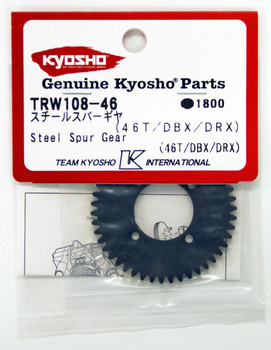 KYOSHO
Genuine Kyosho® Parts
TRW108-46 ●1800
スチールスパーギヤ
(46T/DBX/DRX)
Steel Spur Gear
(46T/DBX/DRX)
TEAM KYOSHO K INTERNATIONAL